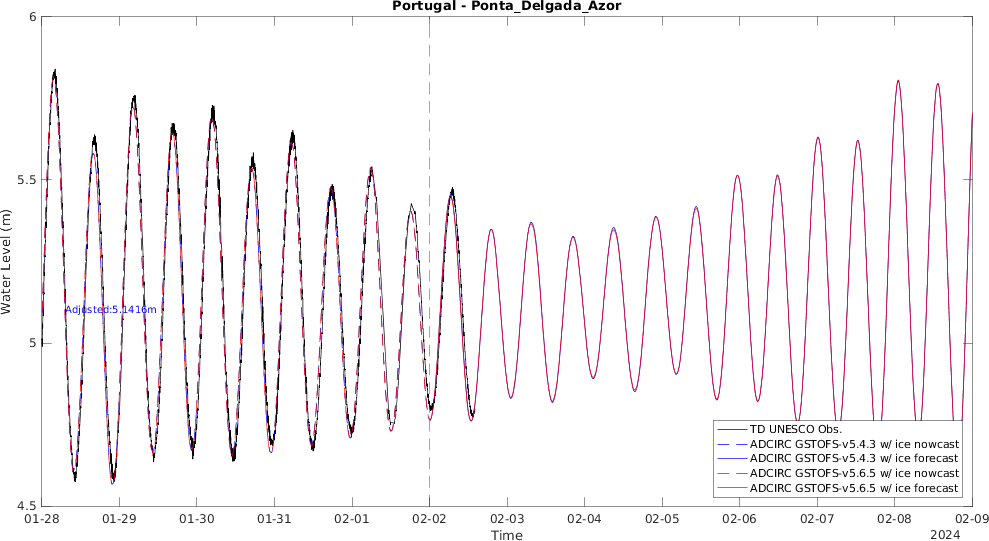 Portugal - Ponta_Delgada_Azor
6
5.5
5
4.5
Water Level (m)
Adjusted:5.1416m
TD UNESCO Obs.
ADCIRC GSTOFS-v5.4.3 w/ ice nowcast
ADCIRC GSTOFS-v5.4.3 w/ ice forecast
ADCIRC GSTOFS-v5.6.5 w/ ice nowcast
ADCIRC GSTOFS-v5.6.5 w/ ice forecast
01-28 01-29 01-30 01-31 02-01 02-02 02-03 02-04 02-05 02-06 02-07 02-08 02-09
Time
2024